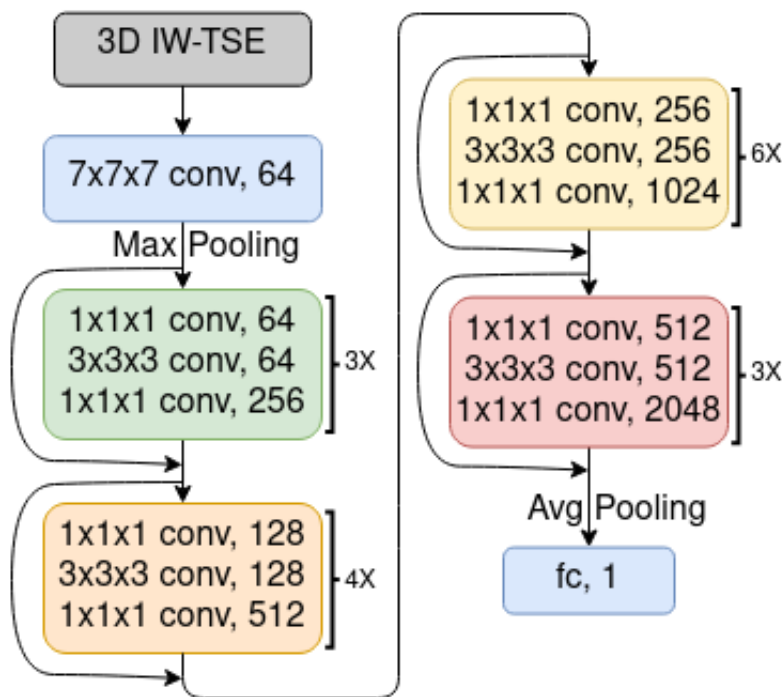 3D IW-TSE
7x7x7 conv, 64
Max Pooling
1x1x1 conv, 64
3x3x3 conv, 64
1x1x1 conv, 256
3X
1x1x1 conv, 128
3x3x3 conv, 128
1x1x1 conv, 512
4X
1x1x1 conv, 256
3x3x3 conv, 256
1x1x1 conv, 1024
6X
1x1x1 conv, 512
3x3x3 conv, 512
1x1x1 conv, 2048
3X
Avg Pooling
fc, 1